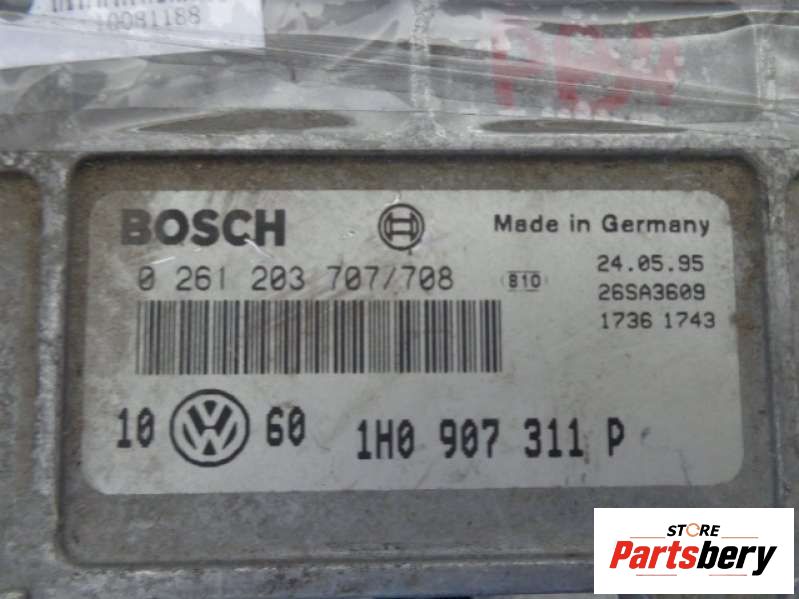 10081188
PB4
BOSCH
Made in Germany
0 261 203 707/708
810
24.05.95
26SA3609
1736 1743
10 60 1H0 907 311 P
STORE
Partsbery